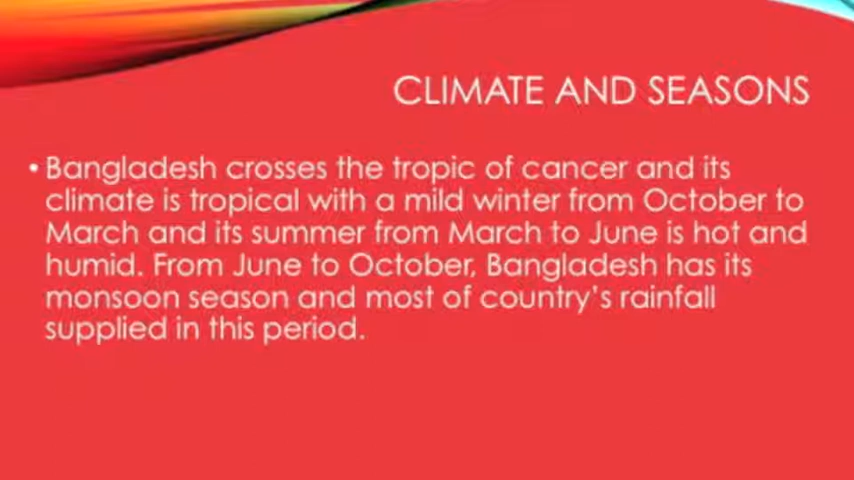 CLIMATE AND SEASONS
• Bangladesh crosses the tropic of cancer and its
climate is tropical with a mild winter from October to
March and its summer from March to June is hot and
humid. From June to October, Bangladesh has its
monsoon season and most of country's rainfall
supplied in this period.